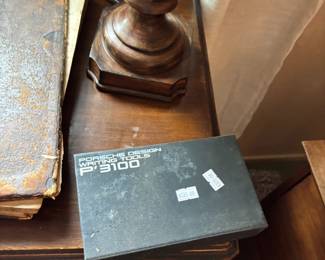 PORSCHE DESIGN
WRITING TOOLS
P'3100